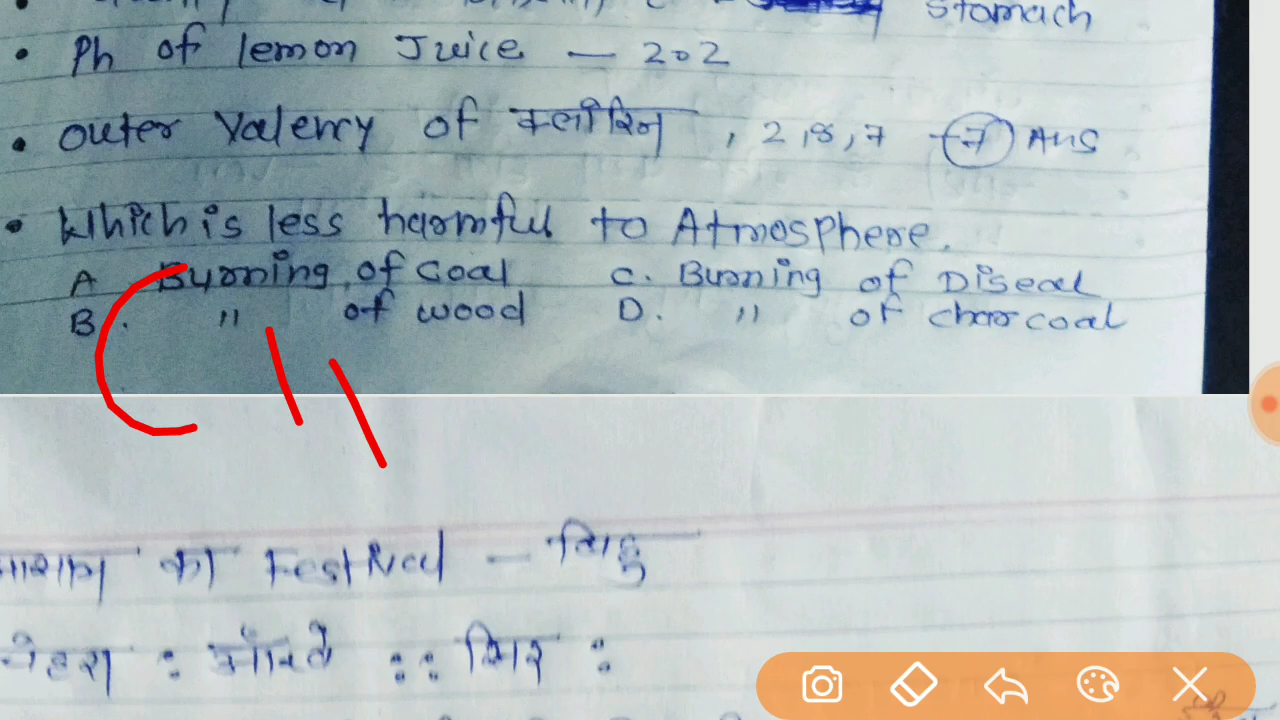 stomach
• Ph of lemon Juice – 2.2
• outer Valency of क्लोरिन , 2,8,7 → 7 Ans
• Which is less harmful to Atmosphere.
A Burning of Coal C. Burning of Diseal
B. " of wood D. " of charcoal
का Festival – बिहु
: :: सिर :